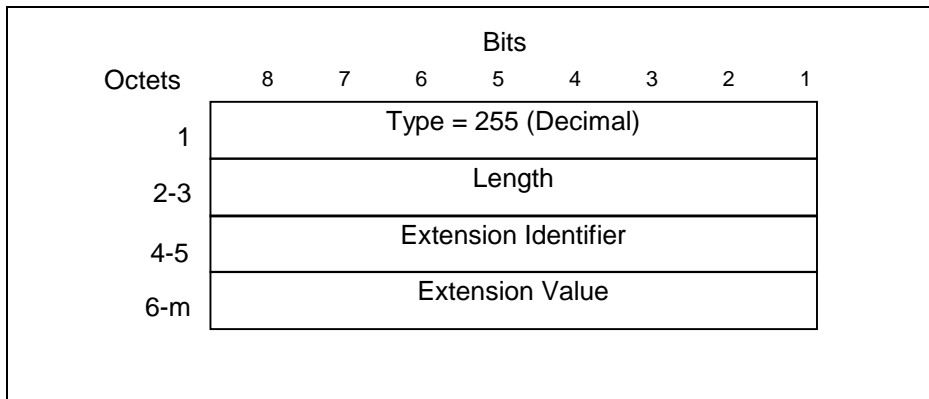 Bits
Octets 8 7 6 5 4 3 2 1
1 Type = 255 (Decimal)
2-3 Length
4-5 Extension Identifier
6-m Extension Value